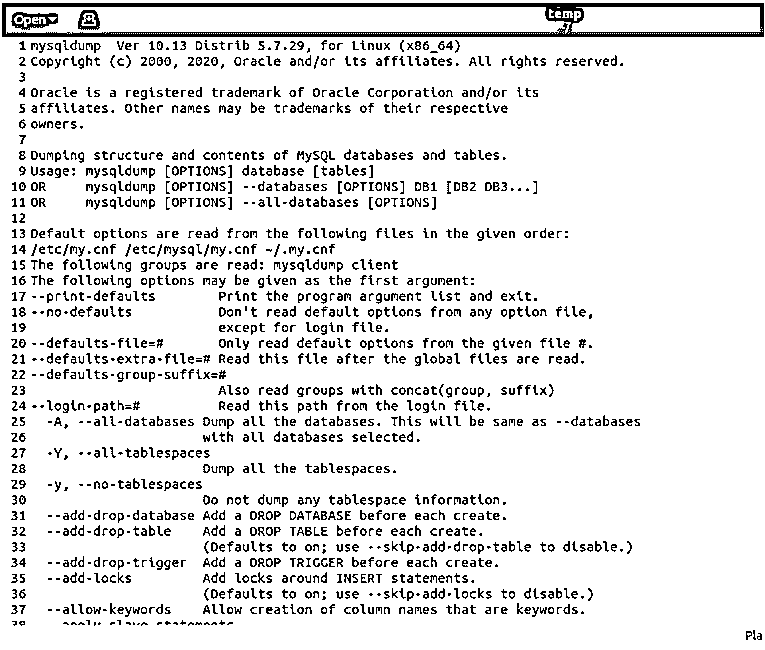 Open
temp
1 mysqldump  Ver 10.13 Distrib 5.7.29, for Linux (x86_64)
2 Copyright (c) 2000, 2020, Oracle and/or its affiliates. All rights reserved.
3
4 Oracle is a registered trademark of Oracle Corporation and/or its
5 affiliates. Other names may be trademarks of their respective
6 owners.
7
8 Dumping structure and contents of MySQL databases and tables.
9 Usage: mysqldump [OPTIONS] database [tables]
10 OR     mysqldump [OPTIONS] --databases [OPTIONS] DB1 [DB2 DB3...]
11 OR     mysqldump [OPTIONS] --all-databases [OPTIONS]
12
13 Default options are read from the following files in the given order:
14 /etc/my.cnf /etc/mysql/my.cnf ~/.my.cnf
15 The following groups are read: mysqldump client
16 The following options may be given as the first argument:
17 --print-defaults        Print the program argument list and exit.
18 --no-defaults           Don't read default options from any option file,
19                         except for login file.
20 --defaults-file=#       Only read default options from the given file #.
21 --defaults-extra-file=# Read this file after the global files are read.
22 --defaults-group-suffix=#
23                         Also read groups with concat(group, suffix)
24 --login-path=#          Read this path from the login file.
25   -A, --all-databases Dump all the databases. This will be same as --databases
26                       with all databases selected.
27   -Y, --all-tablespaces
28                       Dump all the tablespaces.
29   -y, --no-tablespaces
30                       Do not dump any tablespace information.
31   --add-drop-database Add a DROP DATABASE before each create.
32   --add-drop-table    Add a DROP TABLE before each create.
33                       (Defaults to on; use --skip-add-drop-table to disable.)
34   --add-drop-trigger  Add a DROP TRIGGER before each create.
35   --add-locks         Add locks around INSERT statements.
36                       (Defaults to on; use --skip-add-locks to disable.)
37   --allow-keywords    Allow creation of column names that are keywords.
38   --apply-slave-statements
Pla